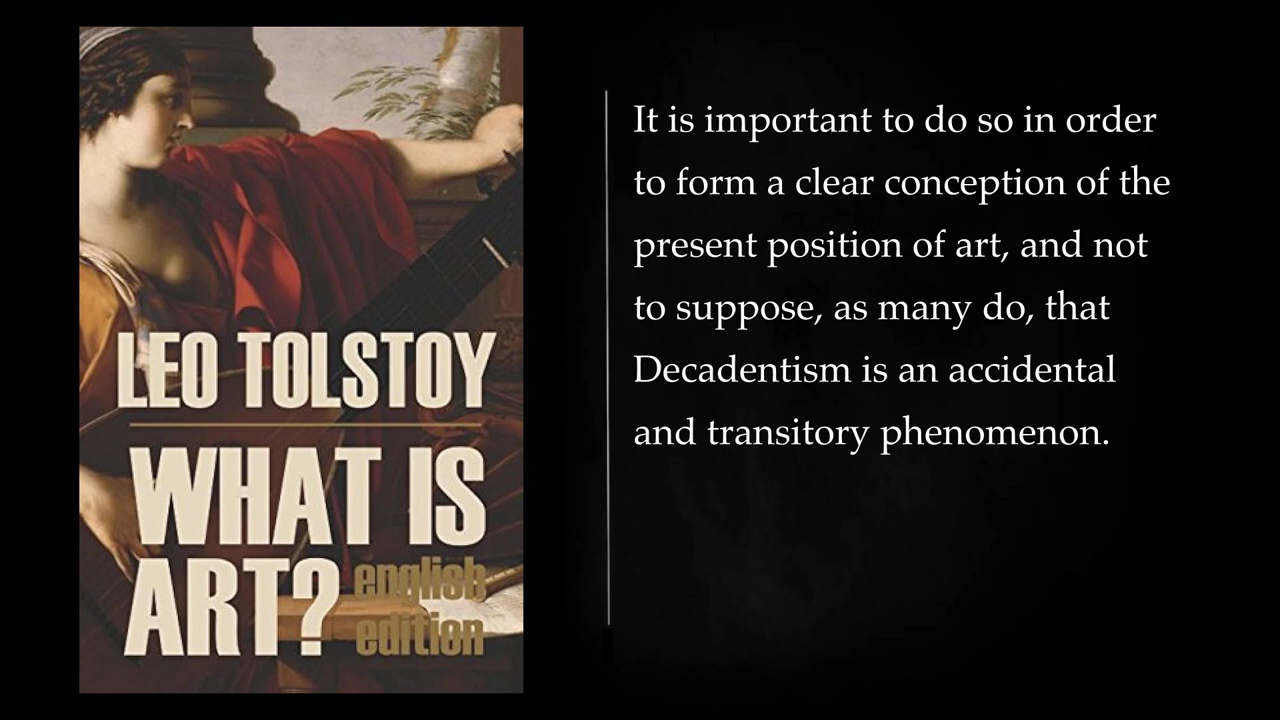 LEO TOLSTOY
WHAT IS
ART?
english
edition
It is important to do so in order
to form a clear conception of the
present position of art, and not
to suppose, as many do, that
Decadentism is an accidental
and transitory phenomenon.